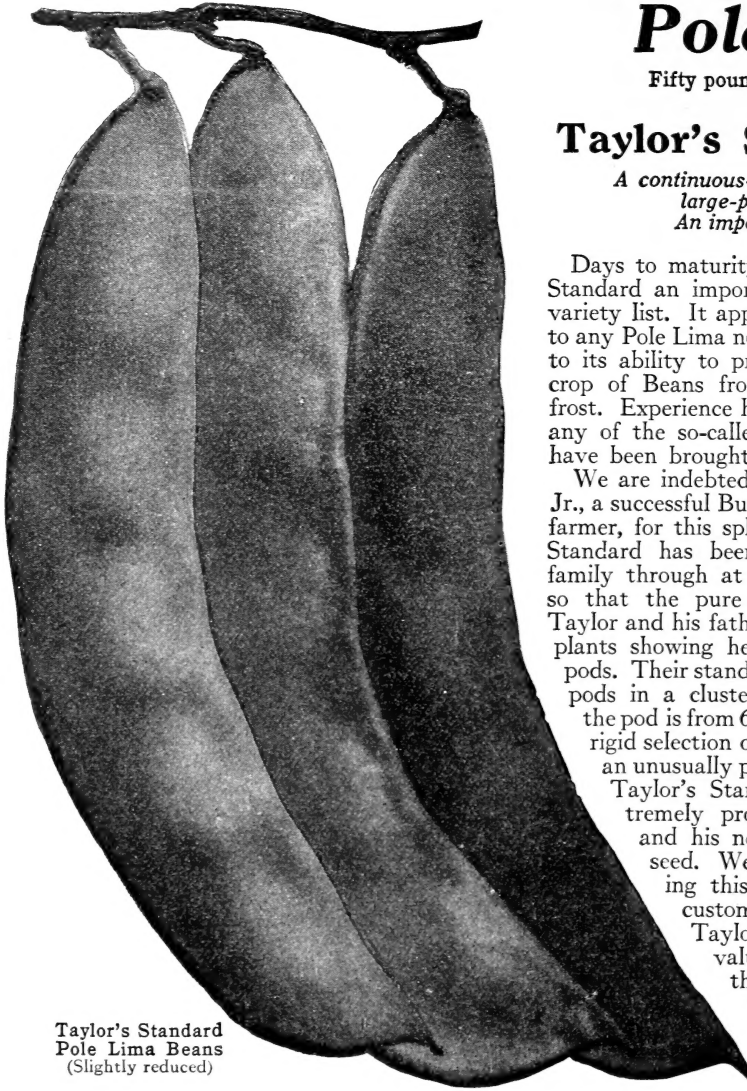 Pole
Fifty poun
Taylor's S
A continuous-
large-p
An impo
Days to maturity
Standard an impor
variety list. It app
to any Pole Lima no
to its ability to pr
crop of Beans fro
frost. Experience h
any of the so-calle
have been brought
We are indebted
Jr., a successful Bu
farmer, for this spl
Standard has been
family through at
so that the pure
Taylor and his fath
plants showing he
pods. Their stand
pods in a cluste
the pod is from 6
rigid selection o
an unusually p
Taylor's Star
tremely pro
and his ne
seed. We
ing this
custom
Taylo
valu
th
Taylor's Standard
Pole Lima Beans
(Slightly reduced)